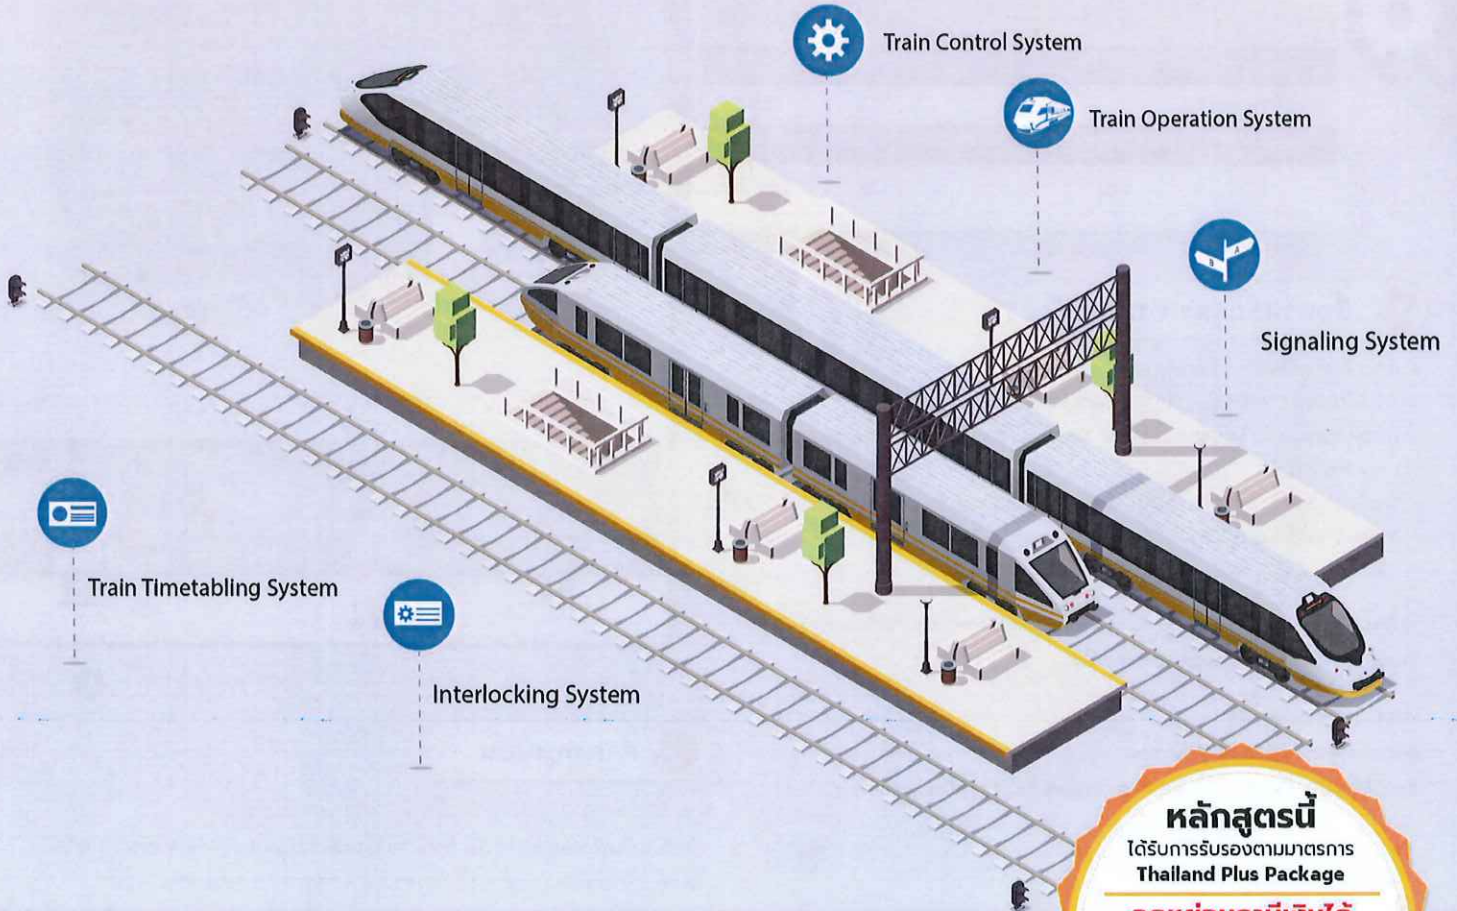 Train Control System
Train Operation System
Signaling System
Train Timetabling System
Interlocking System
หลักสูตรนี้
ได้รับการรับรองตามมาตรการ
Thailand Plus Package